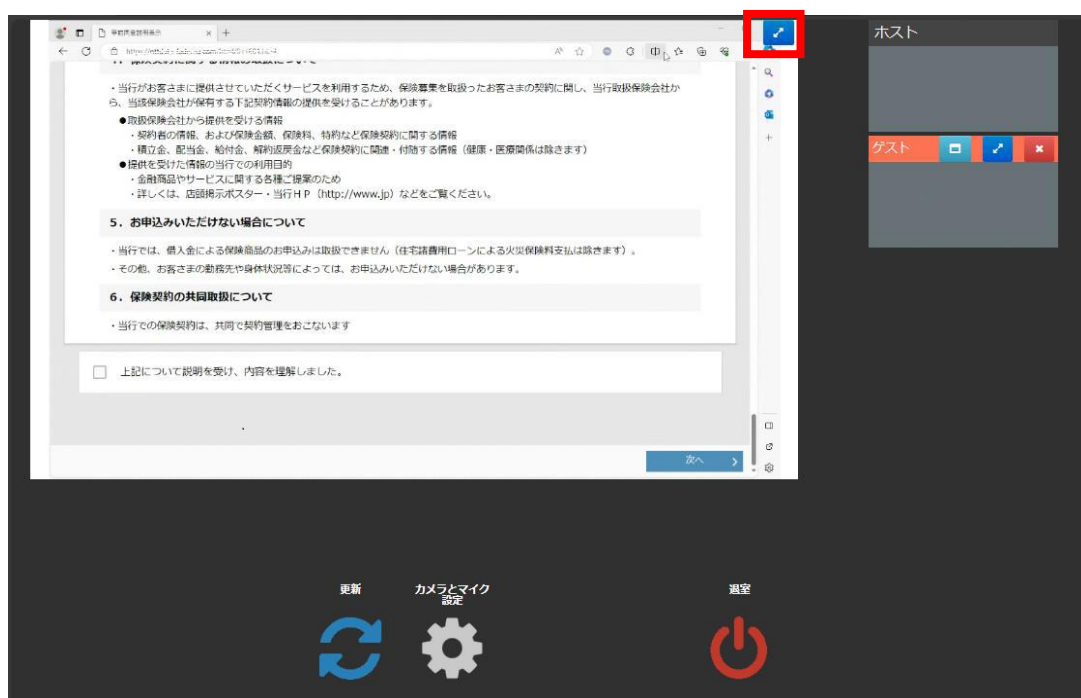 ホスト
・当行がお客さまに提供させていただくサービスを利用するため、保険募集を取扱ったお客さまの契約に関し、当行取扱保険会社か
ら、当該保険会社が保有する下記契約情報の提供を受けることがあります。
●取扱保険会社から提供を受ける情報
・契約者の情報、および保険金額、保険料、特約など保険契約に関する情報
・積立金、配当金、給付金、解約返戻金など保険契約に関連・付随する情報（健康・医療関係は除きます）
●提供を受けた情報の当行での利用目的
・金融商品やサービスに関する各種ご提案のため
・詳しくは、店頭掲示ポスター・当行ＨＰ（http://www.jp）などをご覧ください。
ゲスト
5．お申込みいただけない場合について
・当行では、借入金による保険商品のお申込みは取扱できません（住宅諸費用ローンによる火災保険料支払は除きます）。
・その他、お客さまの勤務先や身体状況等によっては、お申込みいただけない場合があります。
6．保険契約の共同取扱について
・当行での保険契約は、共同で契約管理をおこないます
上記について説明を受け、内容を理解しました。
次へ
更新
カメラとマイク
設定
退室